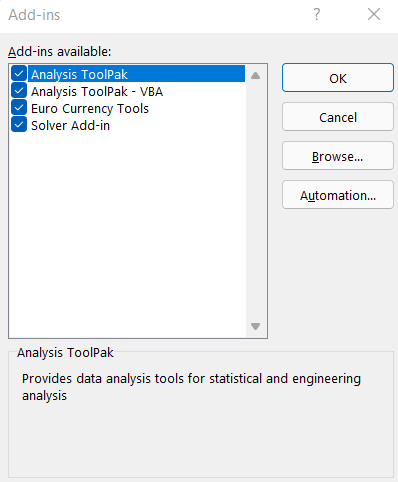 Add-ins
?
Add-ins available:
Analysis ToolPak
Analysis ToolPak - VBA
Euro Currency Tools
Solver Add-in
OK
Cancel
Browse...
Automation...
Analysis ToolPak
Provides data analysis tools for statistical and engineering
analysis